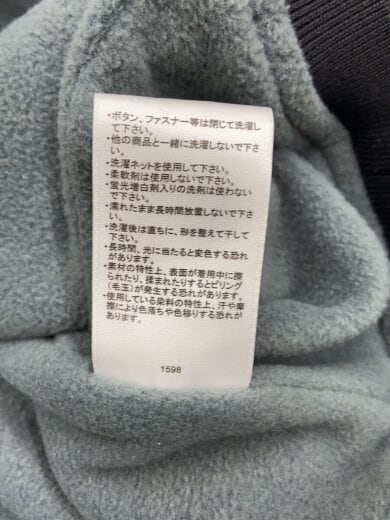 ・ボタン、ファスナー等は閉じて洗濯し
て下さい。
・他の商品と一緒に洗濯しないで下さ
い。
・洗濯ネットを使用して下さい。
・柔軟剤は使用しないで下さい。
・蛍光増白剤入りの洗剤は使わない
で下さい。
・濡れたまま長時間放置しないで下さ
い。
・洗濯後は直ちに、形を整えて干して
下さい。
・長時間、光に当たると変色する恐れ
があります。
・素材の特性上、表面が着用中に擦
られたり、揉まれたりするとピリング
(毛玉)が発生する恐れがあります。
・使用している染料の特性上、汗や摩
擦により色落ちや色移りする恐れが
あります。
1598